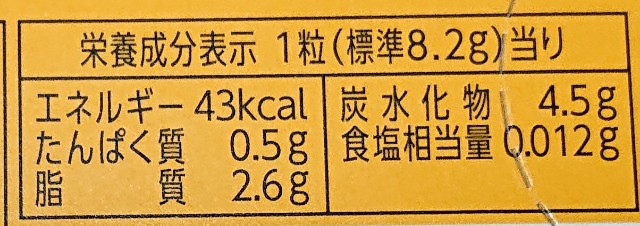 栄養成分表示 1粒(標準8.2g)当り
エネルギー 43kcal
たんぱく質 0.5g
脂質 2.6g
炭水化物 4.5g
食塩相当量 0.012g